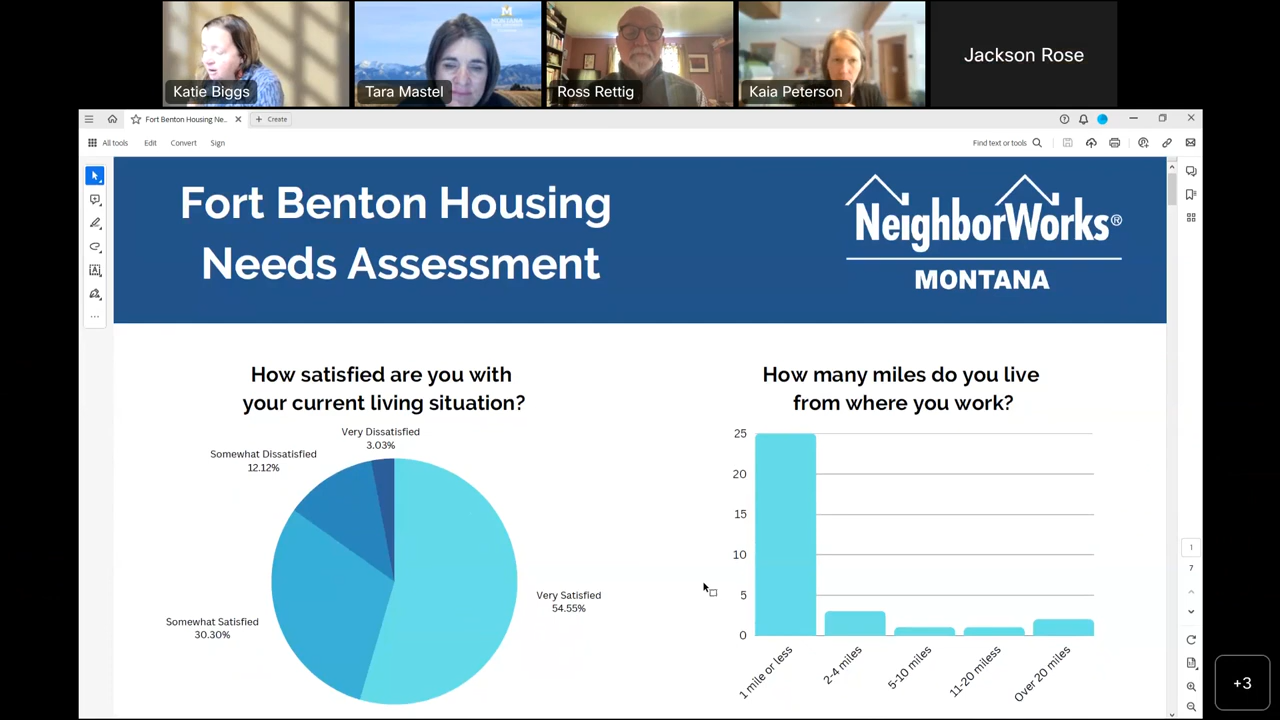 MONTANA
Katie Biggs
Tara Mastel
Ross Rettig
Kaia Peterson
Jackson Rose
Fort Benton Housing Ne..
Create
All tools
Edit
Convert
Sign
Find text or tools
Fort Benton Housing
Needs Assessment
NeighborWorks®
MONTANA
How satisfied are you with
your current living situation?
Very Dissatisfied
3.03%
Somewhat Dissatisfied
12.12%
Very Satisfied
54.55%
Somewhat Satisfied
30.30%
How many miles do you live
from where you work?
25
20
15
10
5
0
1 mile or less
2-4 miles
5-10 miles
11-20 miless
Over 20 miles
1
7
+3